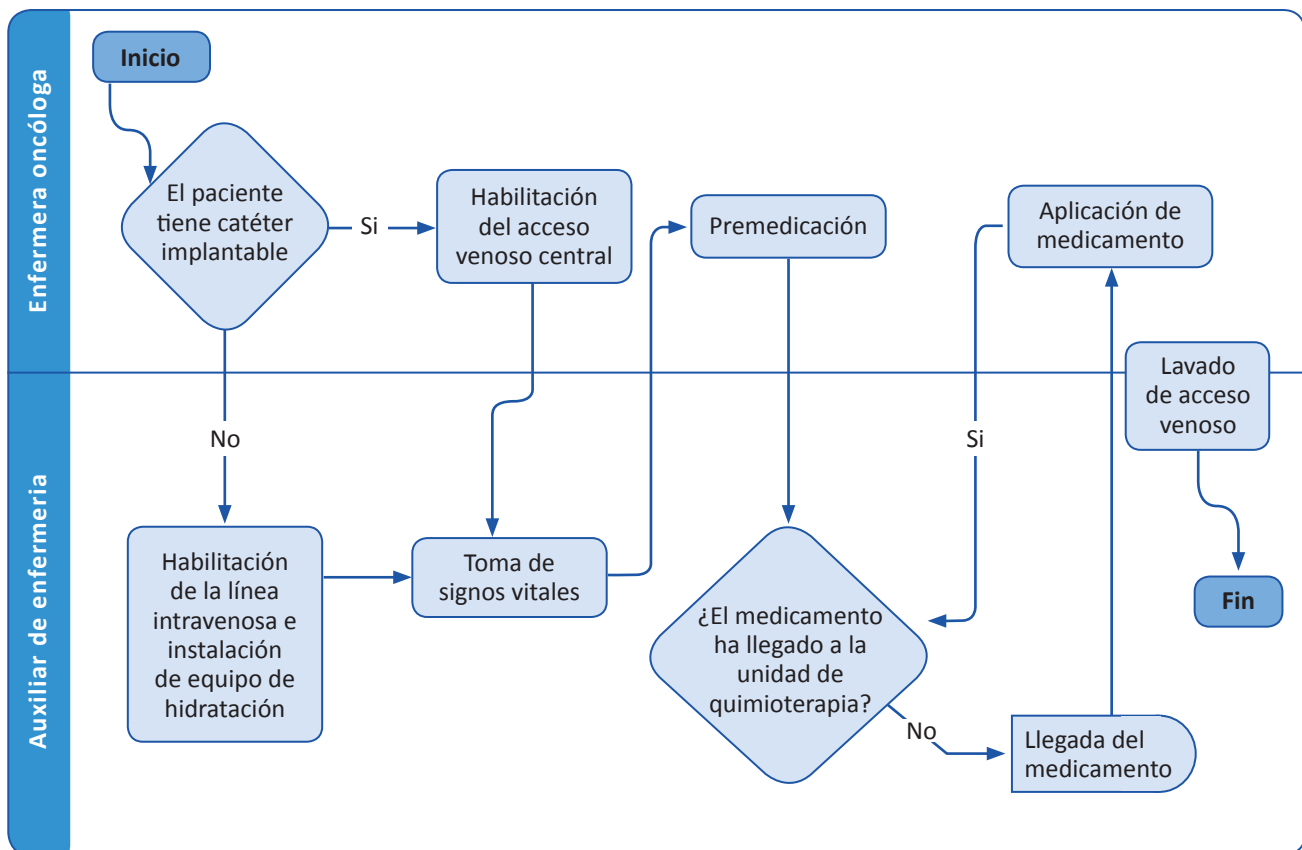 Enfermera oncóloga
Inicio
El paciente
tiene catéter
implantable
Si
Habilitación
del acceso
venoso central
Premedicación
Aplicación de
medicamento
No
Si
Lavado
de acceso
venoso
Auxiliar de enfermeria
Habilitación
de la línea
intravenosa e
instalación
de equipo de
hidratación
Toma de
signos vitales
¿El medicamento
ha llegado a la
unidad de
quimioterapia?
No
Llegada del
medicamento
Fin